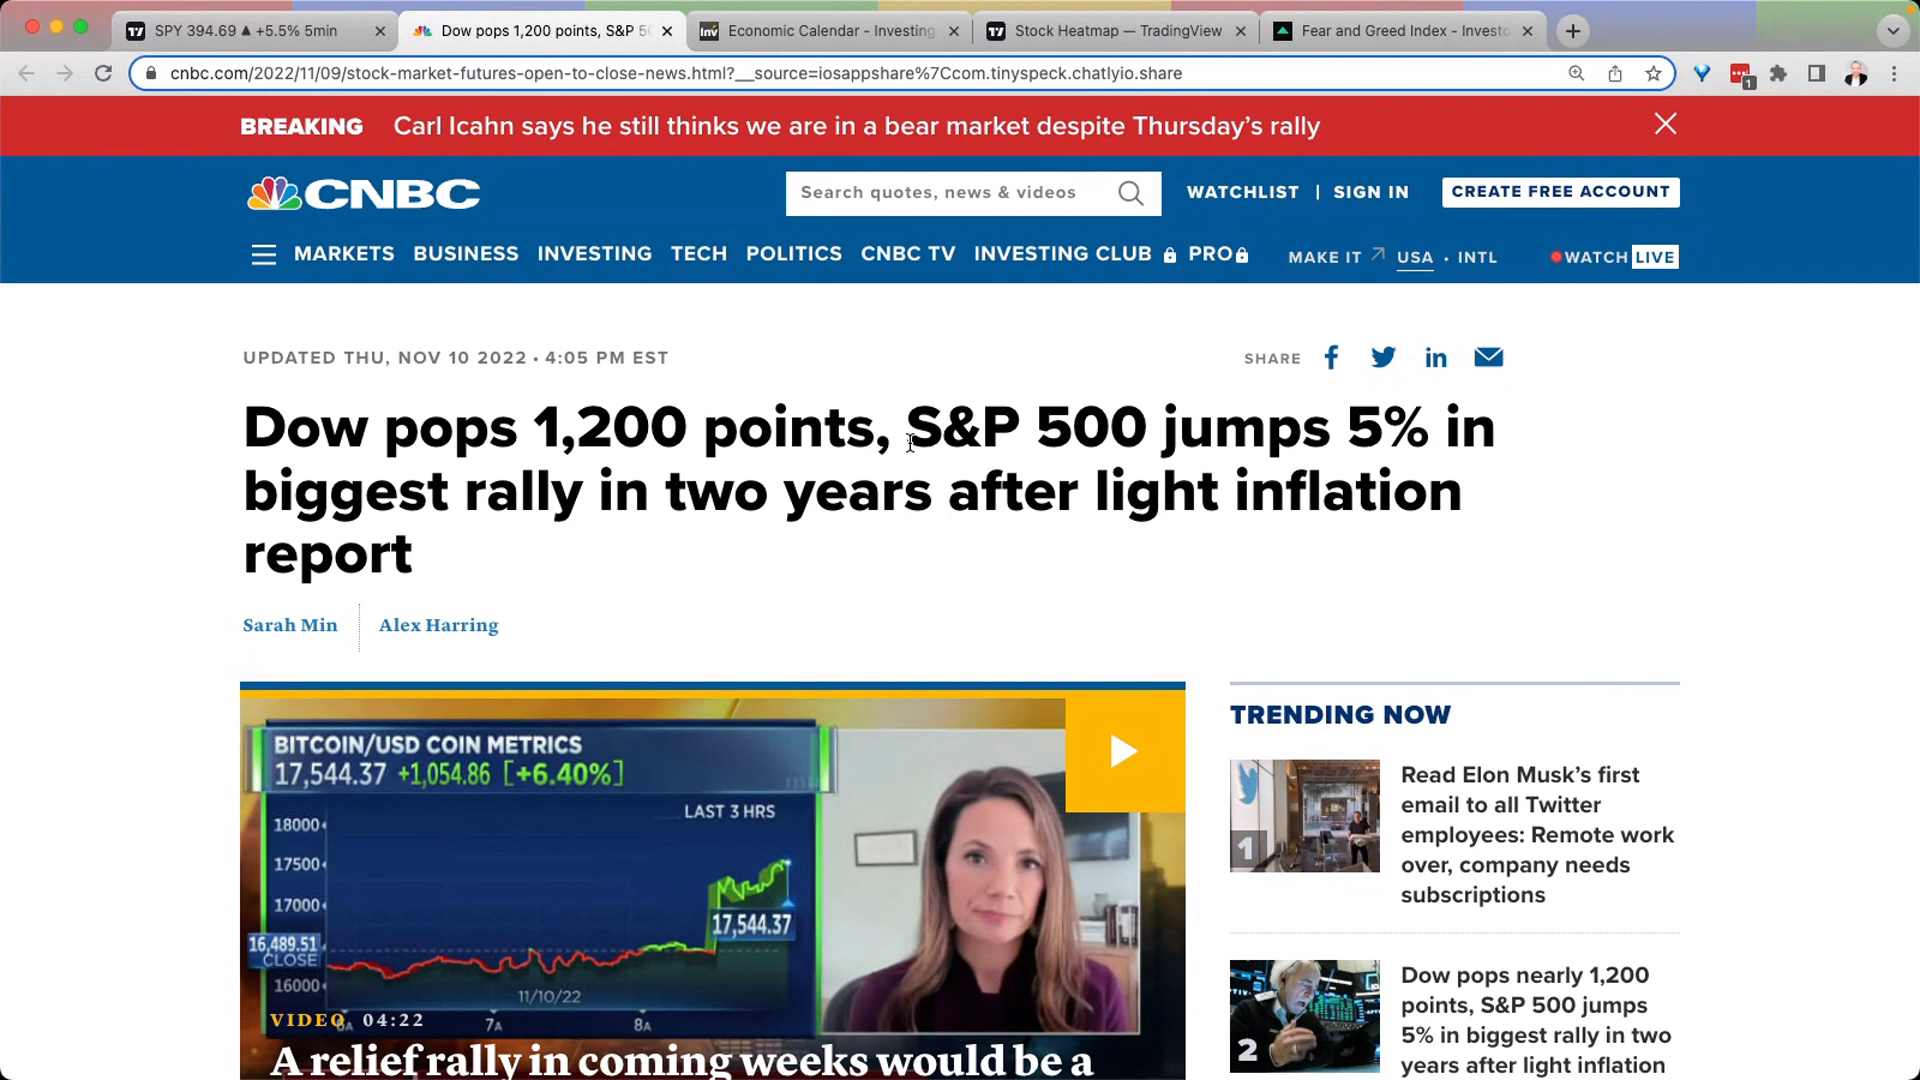 SPY 394.69 ▲ +5.5% 5min
Dow pops 1,200 points, S&P 5
Economic Calendar - Investing
Stock Heatmap — TradingView
Fear and Greed Index - Investo
cnbc.com/2022/11/09/stock-market-futures-open-to-close-news.html?__source=iosappshare%7Ccom.tinyspeck.chatlyio.share
1
BREAKING Carl Icahn says he still thinks we are in a bear market despite Thursday’s rally
CNBC
Search quotes, news & videos
WATCHLIST | SIGN IN
CREATE FREE ACCOUNT
MARKETS BUSINESS INVESTING TECH POLITICS CNBC TV INVESTING CLUB PRO
MAKE IT USA • INTL
WATCH LIVE
UPDATED THU, NOV 10 2022 • 4:05 PM EST
SHARE
Dow pops 1,200 points, S&P 500 jumps 5% in
biggest rally in two years after light inflation
report
Sarah Min
Alex Harring
BITCOIN/USD COIN METRICS
17,544.37 +1,054.86 [+6.40%]
LAST 3 HRS
18000
17500
17000
17,544.37
16,489.51
CLOSE
16000
11/10/22
6A
7A
8A
VIDEO 04:22
A relief rally in coming weeks would be a
TRENDING NOW
1
Read Elon Musk’s first
email to all Twitter
employees: Remote work
over, company needs
subscriptions
2
Dow pops nearly 1,200
points, S&P 500 jumps
5% in biggest rally in two
years after light inflation